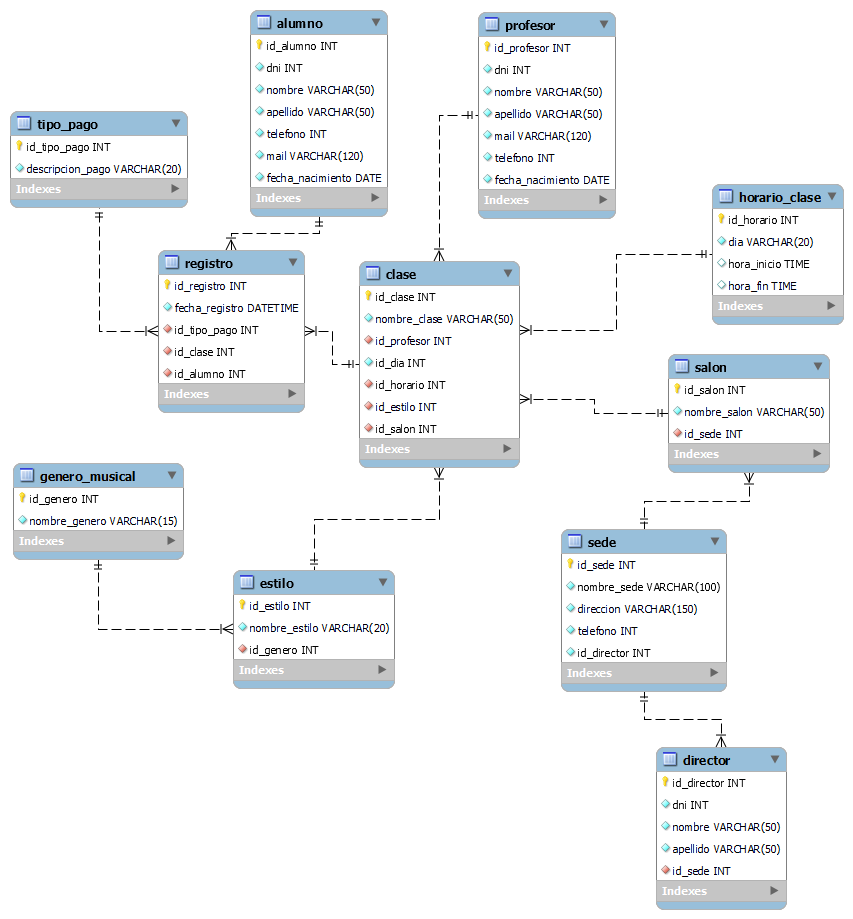 alumno
id_alumno INT
dni INT
nombre VARCHAR(50)
apellido VARCHAR(50)
telefono INT
mail VARCHAR(120)
fecha_nacimiento DATE
Indexes
profesor
id_profesor INT
dni INT
nombre VARCHAR(50)
apellido VARCHAR(50)
mail VARCHAR(120)
telefono INT
fecha_nacimiento DATE
Indexes
tipo_pago
id_tipo_pago INT
descripcion_pago VARCHAR(20)
Indexes
horario_clase
id_horario INT
dia VARCHAR(20)
hora_inicio TIME
hora_fin TIME
Indexes
registro
id_registro INT
fecha_registro DATETIME
id_tipo_pago INT
id_clase INT
id_alumno INT
Indexes
clase
id_clase INT
nombre_clase VARCHAR(50)
id_profesor INT
id_dia INT
id_horario INT
id_estilo INT
id_salon INT
Indexes
salon
id_salon INT
nombre_salon VARCHAR(50)
id_sede INT
Indexes
genero_musical
id_genero INT
nombre_genero VARCHAR(15)
Indexes
estilo
id_estilo INT
nombre_estilo VARCHAR(20)
id_genero INT
Indexes
sede
id_sede INT
nombre_sede VARCHAR(100)
direccion VARCHAR(150)
telefono INT
id_director INT
Indexes
director
id_director INT
dni INT
nombre VARCHAR(50)
apellido VARCHAR(50)
id_sede INT
Indexes